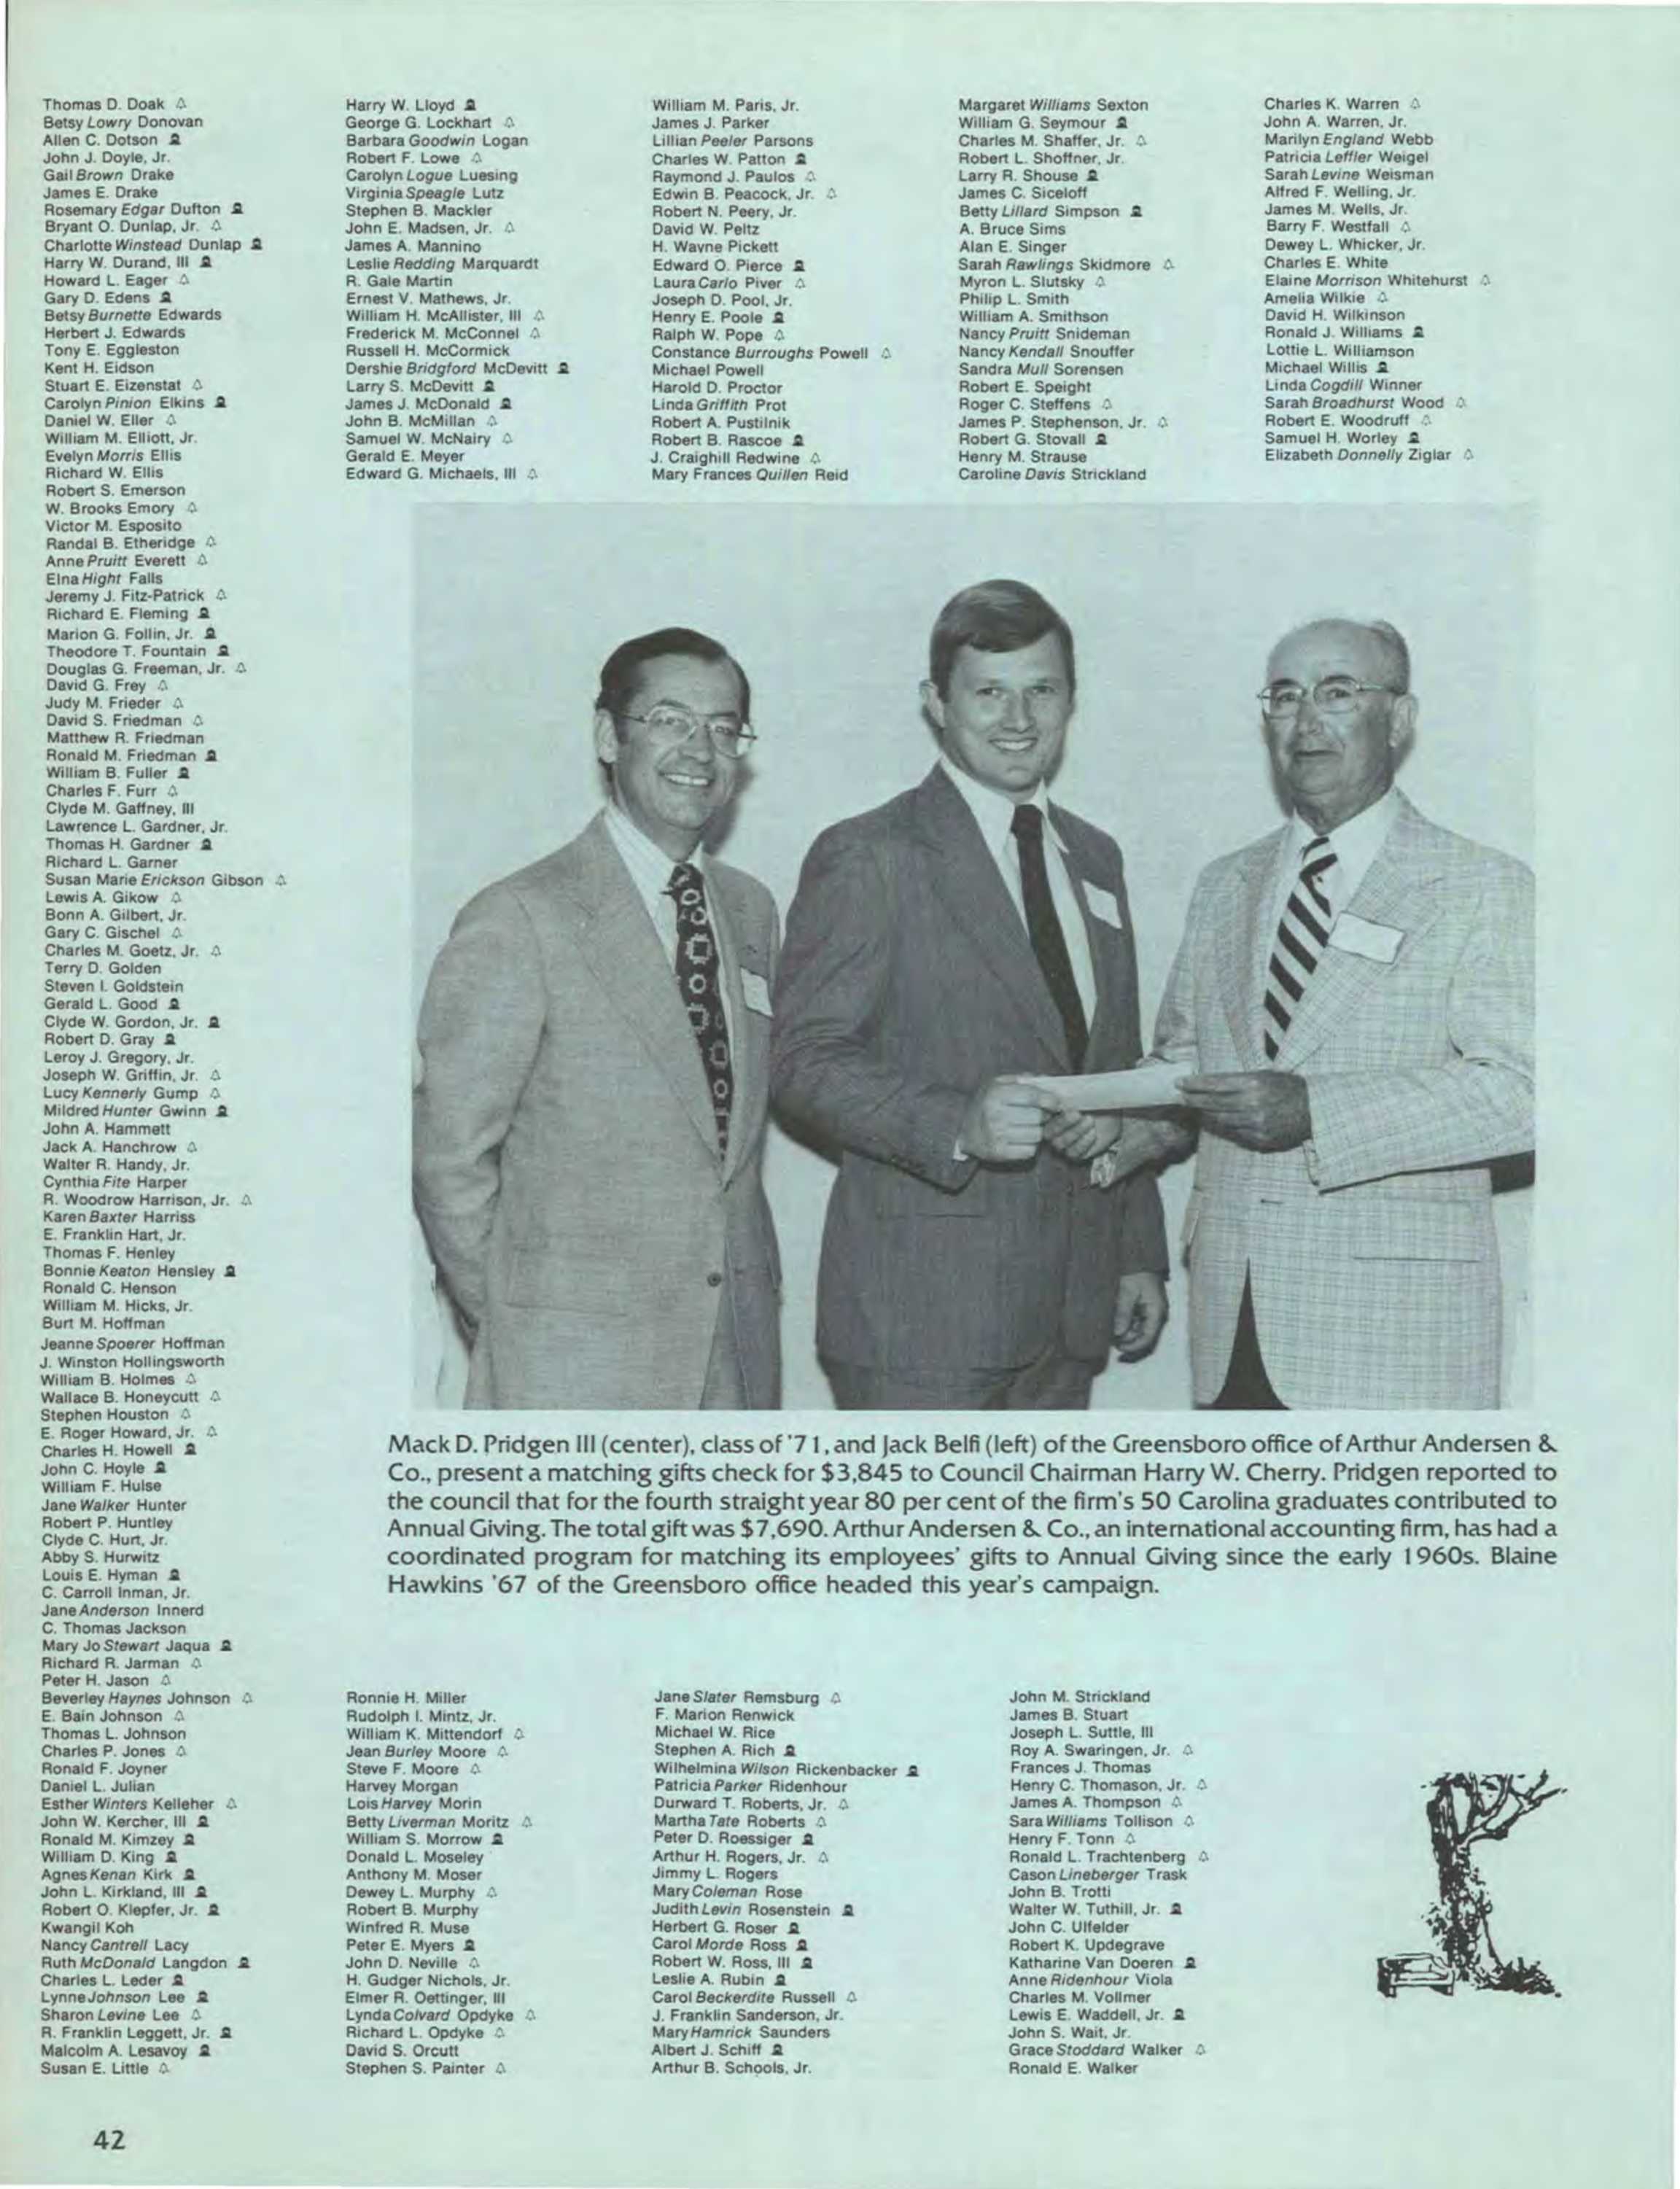 Thomas D. Doak
Betsy Lowry Donovan
Allen C. Dotson
John J. Doyle, Jr.
Gail Brown Drake
James E. Drake
Rosemary Edgar Dufton
Bryant O. Dunlap, Jr.
Charlotte Winstead Dunlap
Harry W. Durand, III
Howard L. Eager
Gary D. Edens
Betsy Burnette Edwards
Herbert J. Edwards
Tony E. Eggleston
Kent H. Eidson
Stuart E. Eizenstat
Carolyn Pinion Elkins
Daniel W. Eller
William M. Elliott, Jr.
Evelyn Morris Ellis
Richard W. Ellis
Robert S. Emerson
W. Brooks Emory
Victor M. Esposito
Randal B. Etheridge
Anne Pruitt Everett
Elna Hight Falls
Jeremy J. Fitz-Patrick
Richard E. Fleming
Marion G. Follin, Jr.
Theodore T. Fountain
Douglas G. Freeman, Jr.
David G. Frey
Judy M. Frieder
David S. Friedman
Matthew R. Friedman
Ronald M. Friedman
William B. Fuller
Charles F. Furr
Clyde M. Gaffney, III
Lawrence L. Gardner, Jr.
Thomas H. Gardner
Richard L. Garner
Susan Marie Erickson Gibson
Lewis A. Gikow
Bonn A. Gilbert, Jr.
Gary C. Gischel
Charles M. Goetz, Jr.
Terry D. Golden
Steven I. Goldstein
Gerald L. Good
Clyde W. Gordon, Jr.
Robert D. Gray
Leroy J. Gregory, Jr.
Joseph W. Griffin, Jr.
Lucy Kennerly Gump
Mildred Hunter Gwinn
John A. Hammett
Jack A. Hanchrow
Walter R. Handy, Jr.
Cynthia Fite Harper
R. Woodrow Harrison, Jr.
Karen Baxter Harriss
E. Franklin Hart, Jr.
Thomas F. Henley
Bonnie Keaton Hensley
Ronald C. Henson
William M. Hicks, Jr.
Burt M. Hoffman
Jeanne Spoerer Hoffman
J. Winston Hollingsworth
William B. Holmes
Wallace B. Honeycutt
Stephen Houston
E. Roger Howard, Jr.
Charles H. Howell
John C. Hoyle
William F. Hulse
Jane Walker Hunter
Robert P. Huntley
Clyde C. Hurt, Jr.
Abby S. Hurwitz
Louis E. Hyman
C. Carroll Inman, Jr.
Jane Anderson Innerd
C. Thomas Jackson
Mary Jo Stewart Jaqua
Richard R. Jarman
Peter H. Jason
Beverley Haynes Johnson
E. Bain Johnson
Thomas L. Johnson
Charles P. Jones
Ronald F. Joyner
Daniel L. Julian
Esther Winters Kelleher
John W. Kercher, III
Ronald M. Kimzey
William D. King
Agnes Kenan Kirk
John L. Kirkland, III
Robert O. Klepfer, Jr.
Kwangil Koh
Nancy Cantrell Lacy
Ruth McDonald Langdon
Charles L. Leder
Lynne Johnson Lee
Sharon Levine Lee
R. Franklin Leggett, Jr.
Malcolm A. Lesavoy
Susan E. Little
Harry W. Lloyd
George G. Lockhart
Barbara Goodwin Logan
Robert F. Lowe
Carolyn Logue Luesing
Virginia Speagle Lutz
Stephen B. Mackler
John E. Madsen, Jr.
James A. Mannino
Leslie Redding Marquardt
R. Gale Martin
Ernest V. Mathews, Jr.
William H. McAllister, III
Frederick M. McConnel
Russell H. McCormick
Dershie Bridgford McDevitt
Larry S. McDevitt
James J. McDonald
John B. McMillan
Samuel W. McNairy
Gerald E. Meyer
Edward G. Michaels, III
William M. Paris, Jr.
James J. Parker
Lillian Peeler Parsons
Charles W. Patton
Raymond J. Paulos
Edwin B. Peacock, Jr.
Robert N. Peery, Jr.
David W. Peltz
H. Wayne Pickett
Edward O. Pierce
Laura Carlo Piver
Joseph D. Pool, Jr.
Henry E. Poole
Ralph W. Pope
Constance Burroughs Powell
Michael Powell
Harold D. Proctor
Linda Griffith Prot
Robert A. Pustilnik
Robert B. Rascoe
J. Craighill Redwine
Mary Frances Quillen Reid
Margaret Williams Sexton
William G. Seymour
Charles M. Shaffer, Jr.
Robert L. Shoffner, Jr.
Larry R. Shouse
James C. Siceloff
Betty Lillard Simpson
A. Bruce Sims
Alan E. Singer
Sarah Rawlings Skidmore
Myron L. Slutsky
Philip L. Smith
William A. Smithson
Nancy Pruitt Snideman
Nancy Kendall Snouffer
Sandra Mull Sorensen
Robert E. Speight
Roger C. Steffens
James P. Stephenson, Jr.
Robert G. Stovall
Henry M. Strause
Caroline Davis Strickland
Charles K. Warren
John A. Warren, Jr.
Marilyn England Webb
Patricia Leffler Weigel
Sarah Levine Weisman
Alfred F. Welling, Jr.
James M. Wells, Jr.
Barry F. Westfall
Dewey L. Whicker, Jr.
Charles E. White
Elaine Morrison Whitehurst
Amelia Wilkie
David H. Wilkinson
Ronald J. Williams
Lottie L. Williamson
Michael Willis
Linda Cogdill Winner
Sarah Broadhurst Wood
Robert E. Woodruff
Samuel H. Worley
Elizabeth Donnelly Ziglar
Mack D. Pridgen III (center), class of '71, and Jack Belfi (left) of the Greensboro office of Arthur Andersen &
Co., present a matching gifts check for $3,845 to Council Chairman Harry W. Cherry. Pridgen reported to
the council that for the fourth straight year 80 per cent of the firm's 50 Carolina graduates contributed to
Annual Giving. The total gift was $7,690. Arthur Andersen & Co., an international accounting firm, has had a
coordinated program for matching its employees' gifts to Annual Giving since the early 1960s. Blaine
Hawkins '67 of the Greensboro office headed this year's campaign.
Ronnie H. Miller
Rudolph I. Mintz, Jr.
William K. Mittendorf
Jean Burley Moore
Steve F. Moore
Harvey Morgan
Lois Harvey Morin
Betty Liverman Moritz
William S. Morrow
Donald L. Moseley
Anthony M. Moser
Dewey L. Murphy
Robert B. Murphy
Winfred R. Muse
Peter E. Myers
John D. Neville
H. Gudger Nichols, Jr.
Elmer R. Oettinger, III
Lynda Colvard Opdyke
Richard L. Opdyke
David S. Orcutt
Stephen S. Painter
Jane Slater Remsburg
F. Marion Renwick
Michael W. Rice
Stephen A. Rich
Wilhelmina Wilson Rickenbacker
Patricia Parker Ridenhour
Durward T. Roberts, Jr.
Martha Tate Roberts
Peter D. Roessiger
Arthur H. Rogers, Jr.
Jimmy L. Rogers
Mary Coleman Rose
Judith Levin Rosenstein
Herbert G. Roser
Carol Morde Ross
Robert W. Ross, III
Leslie A. Rubin
Carol Beckerdite Russell
J. Franklin Sanderson, Jr.
Mary Hamrick Saunders
Albert J. Schiff
Arthur B. Schools, Jr.
John M. Strickland
James B. Stuart
Joseph L. Suttle, III
Roy A. Swaringen, Jr.
Frances J. Thomas
Henry C. Thomason, Jr.
James A. Thompson
Sara Williams Tollison
Henry F. Tonn
Ronald L. Trachtenberg
Cason Lineberger Trask
John B. Trotti
Walter W. Tuthill, Jr.
John C. Ulfelder
Robert K. Updegrave
Katharine Van Doeren
Anne Ridenhour Viola
Charles M. Vollmer
Lewis E. Waddell, Jr.
John S. Wait, Jr.
Grace Stoddard Walker
Ronald E. Walker
42